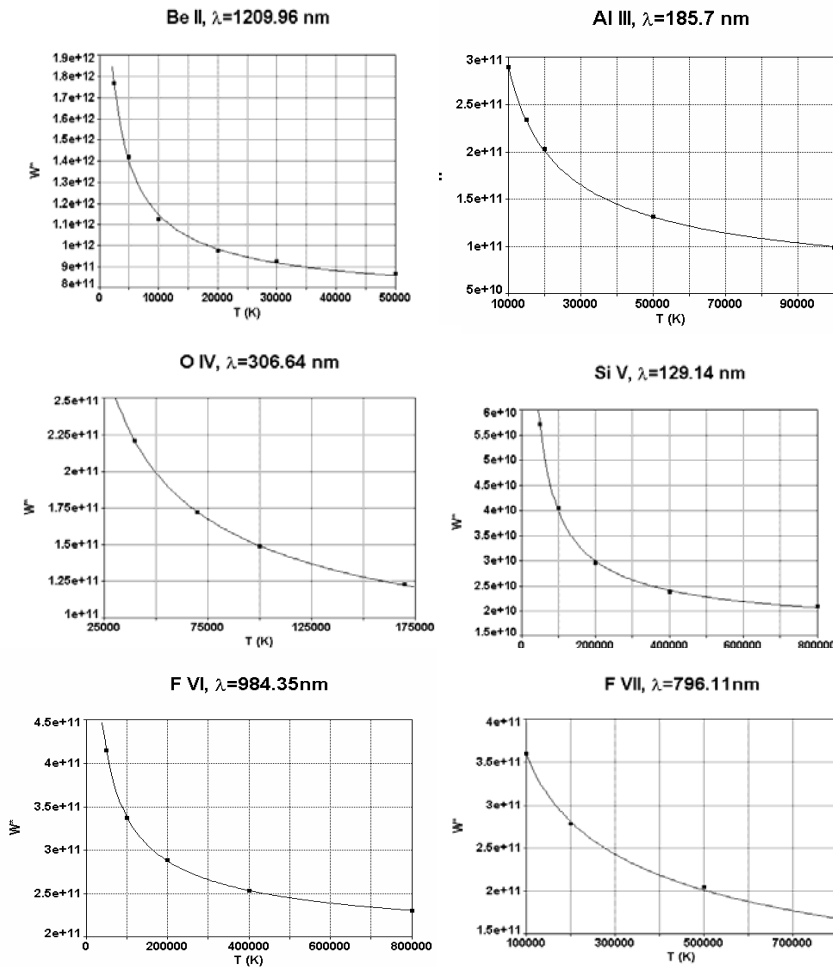 Be II, λ=1209.96 nm
1.9e+12
1.8e+12
1.7e+12
1.6e+12
1.5e+12
1.4e+12
1.3e+12
1.2e+12
1.1e+12
1e+12
9e+11
8e+11
W"
0 10000 20000 30000 50000
T (K)
Al III, λ=185.7 nm
3e+11
2e+11
2e+11
1.5e+11
1e+11
5e+10
10000 30000 50000 70000 90000
T (K)
O IV, λ=306.64 nm
2.5e+11
2.25e+11
2e+11
1.75e+11
1.5e+11
1.25e+11
1e+11
W"
25000 75000 125000 175000
T (K)
Si V, λ=129.14 nm
6e+10
5.5e+10
5e+10
4.5e+10
4e+10
3.5e+10
3e+10
2.5e+10
2e+10
1.5e+10
W"
200000 400000 600000 800000
T (K)
F VI, λ=984.35nm
4.5e+11
4e+11
3.5e+11
3e+11
2.5e+11
2e+11
W"
0 200000 400000 600000 800000
T (K)
F VII, λ=796.11nm
4e+11
3.5e+11
3e+11
2.5e+11
2e+11
1.5e+11
W"
100000 300000 500000 700000
T (K)